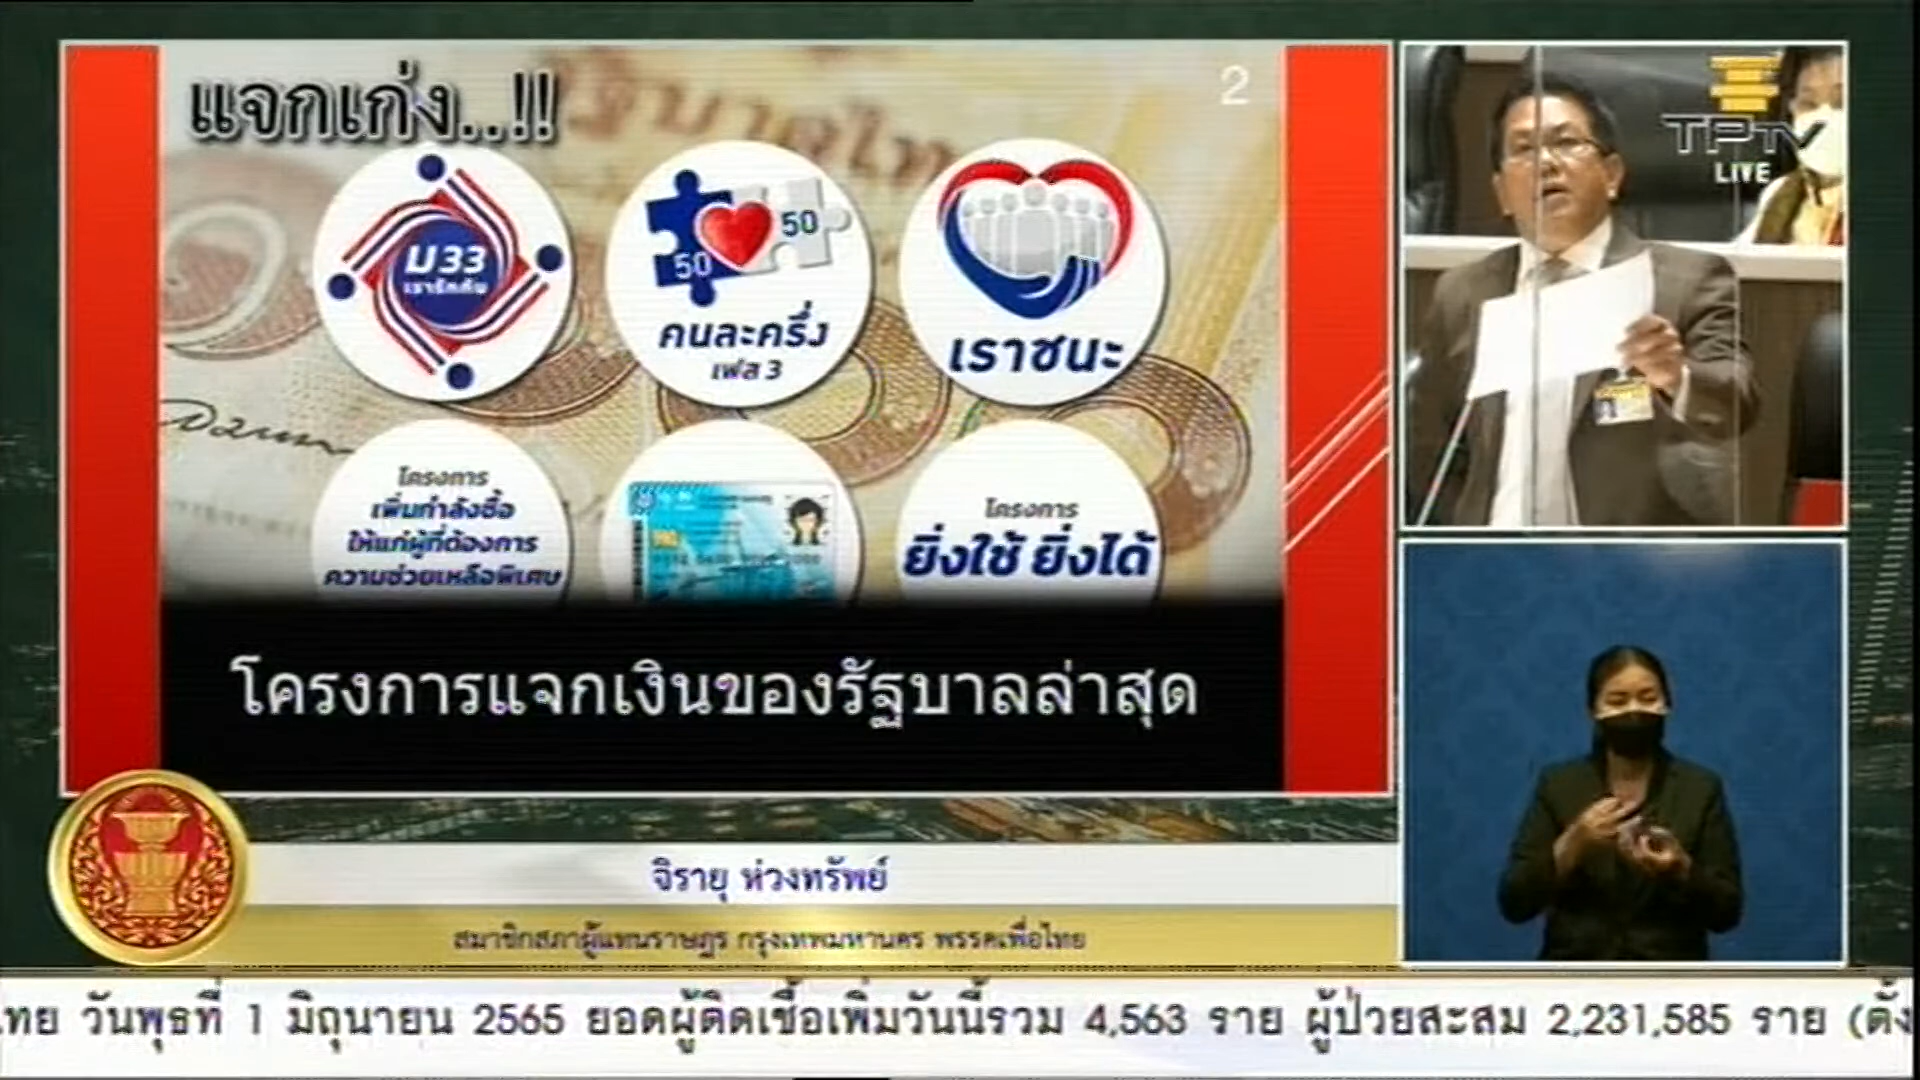 แจกเก่ง..!!
2
รัฐบาลไทย
ม33
เรารักกัน
50
50
คนละครึ่ง
เฟส 3
เราชนะ
โครงการ
เพิ่มกำลังซื้อ
ให้แก่ผู้ที่ต้องการ
ความช่วยเหลือพิเศษ
โครงการ
ยิ่งใช้ ยิ่งได้
โครงการแจกเงินของรัฐบาลล่าสุด
TPTV
LIVE
จิรายุ ห่วงทรัพย์
สมาชิกสภาผู้แทนราษฎร กรุงเทพมหานคร พรรคเพื่อไทย
ทย วันพุธที่ 1 มิถุนายน 2565 ยอดผู้ติดเชื้อเพิ่มวันนี้รวม 4,563 ราย ผู้ป่วยสะสม 2,231,585 ราย (ตั้ง